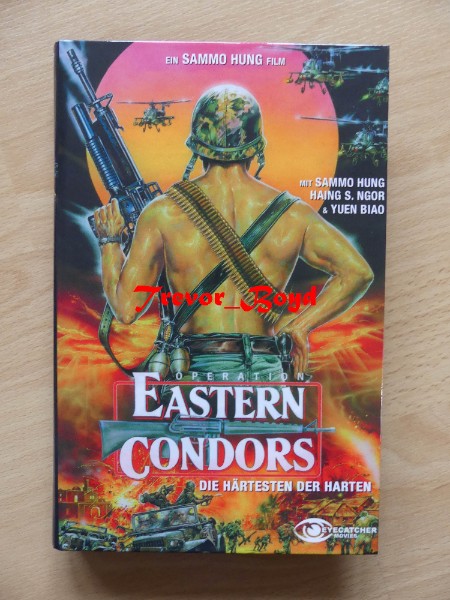 EIN SAMMO HUNG FILM
MIT SAMMO HUNG
HAING S. NGOR
& YUEN BIAO
Trevor_Boyd
OPERATION
EASTERN
CONDORS
DIE HÄRTESTEN DER HARTEN
EYECATCHER
MOVIES